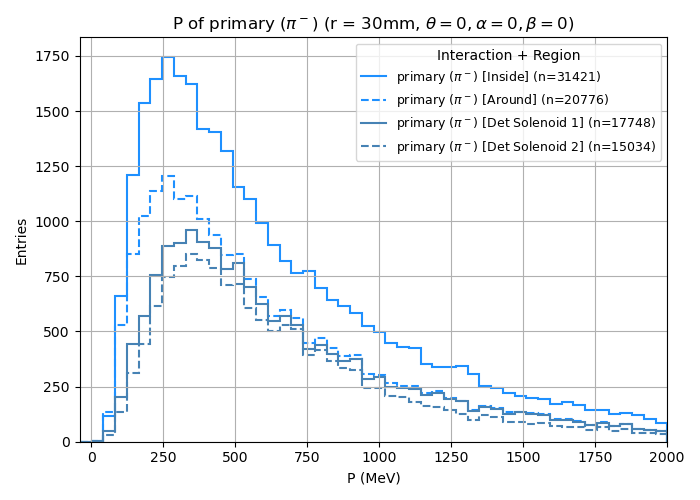 P of primary (π⁻) (r = 30mm, θ = 0, α = 0, β = 0)
Interaction + Region
primary (π⁻) [Inside] (n=31421)
primary (π⁻) [Around] (n=20776)
primary (π⁻) [Det Solenoid 1] (n=17748)
primary (π⁻) [Det Solenoid 2] (n=15034)
Entries
1750
1500
1250
1000
750
500
250
0
0 250 500 750 1000 1250 1500 1750 2000
P (MeV)